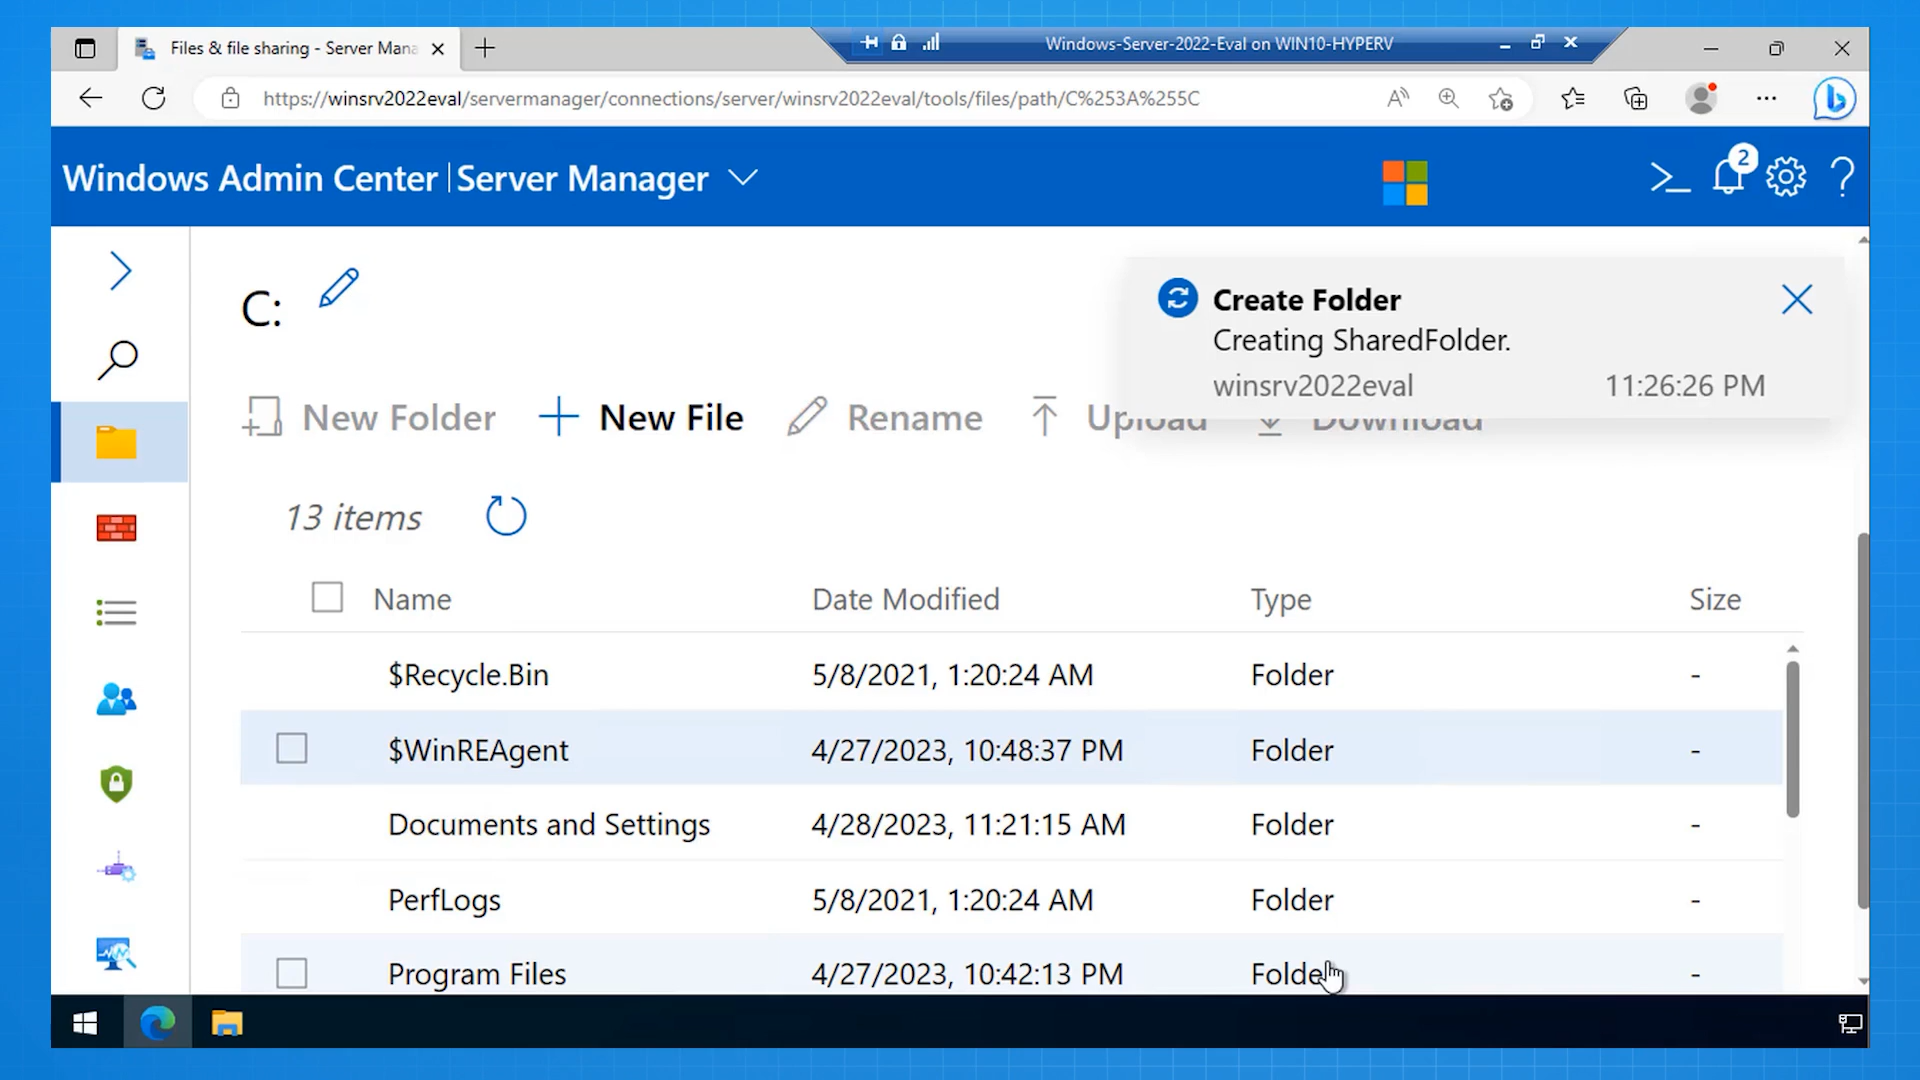 Files & file sharing - Server Mana
Windows-Server-2022-Eval on WIN10-HYPERV
https://winsrv2022eval/servermanager/connections/server/winsrv2022eval/tools/files/path/C%253A%255C
Windows Admin Center | Server Manager
2
C:
Create Folder
Creating SharedFolder.
winsrv2022eval 11:26:26 PM
New Folder New File Rename Upload Download
13 items
Name Date Modified Type Size
$Recycle.Bin 5/8/2021, 1:20:24 AM Folder -
$WinREAgent 4/27/2023, 10:48:37 PM Folder -
Documents and Settings 4/28/2023, 11:21:15 AM Folder -
PerfLogs 5/8/2021, 1:20:24 AM Folder -
Program Files 4/27/2023, 10:42:13 PM Folder -